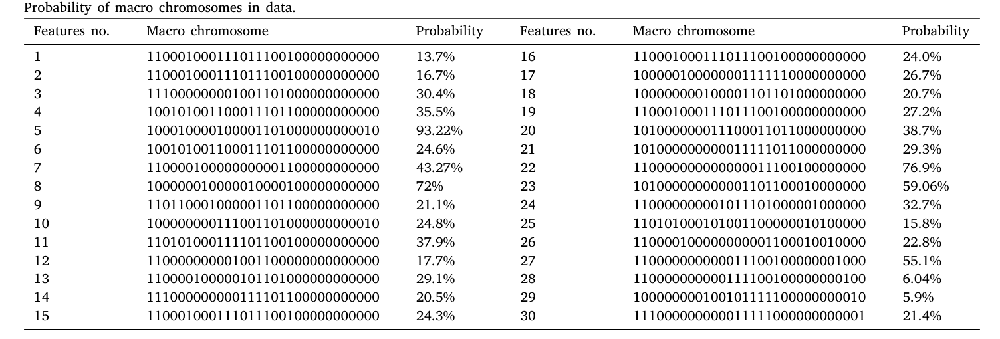 Probability of macro chromosomes in data.
Features no. Macro chromosome Probability Features no. Macro chromosome Probability
1 110001000111011100100000000000 13.7% 16 110001000111011100100000000000 24.0%
2 110001000111011100100000000000 16.7% 17 100000100000001111110000000000 26.7%
3 111000000001001101000000000000 30.4% 18 100000000100001101101000000000 20.7%
4 100101001100011101100000000000 35.5% 19 110001000111011100100000000000 27.2%
5 100010000100001101000000000010 93.22% 20 101000000011100011011000000000 38.7%
6 100101001100011101100000000000 24.6% 21 101000000000011111011000000000 29.3%
7 110000100000000001100000000000 43.27% 22 110000000000000011100100000000 76.9%
8 100000010000010000100000000000 72% 23 101000000000001101100010000000 59.06%
9 110110001000001101100000000000 21.1% 24 110000000001011101000001000000 32.7%
10 100000000111001101000000000010 24.8% 25 110101000101001100000010100000 15.8%
11 110101000111101100100000000000 37.9% 26 110000100000000001100010010000 22.8%
12 110000000001001100000000000000 17.7% 27 110000000000011100100000001000 55.1%
13 110000100000101101000000000000 29.1% 28 110000000000111100100000000100 6.04%
14 111000000000111101100000000000 20.5% 29 100000000100101111100000000010 5.9%
15 110001000111011100100000000000 24.3% 30 111000000000011111000000000001 21.4%